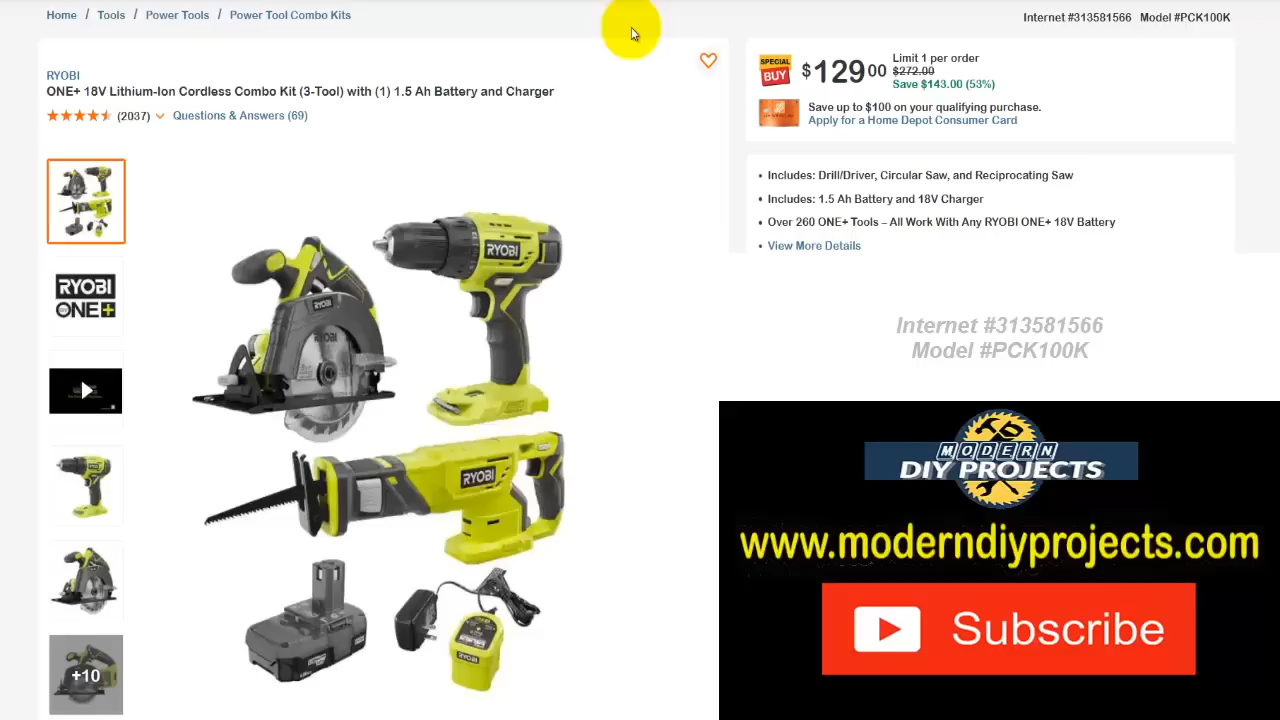 Home / Tools / Power Tools / Power Tool Combo Kits
Internet #313581566 Model #PCK100K
RYOBI
ONE+ 18V Lithium-Ion Cordless Combo Kit (3-Tool) with (1) 1.5 Ah Battery and Charger
(2037) Questions & Answers (69)
SPECIAL
BUY
$12900
Limit 1 per order
$272.00
Save $143.00 (53%)
Save up to $100 on your qualifying purchase.
Apply for a Home Depot Consumer Card
• Includes: Drill/Driver, Circular Saw, and Reciprocating Saw
• Includes: 1.5 Ah Battery and 18V Charger
• Over 260 ONE+ Tools – All Work With Any RYOBI ONE+ 18V Battery
• View More Details
RYOBI
ONE+
+10
RYOBI
RYOBI
RYOBI
RYOBI
Internet #313581566
Model #PCK100K
MODERN
DIY PROJECTS
www.moderndiyprojects.com
Subscribe